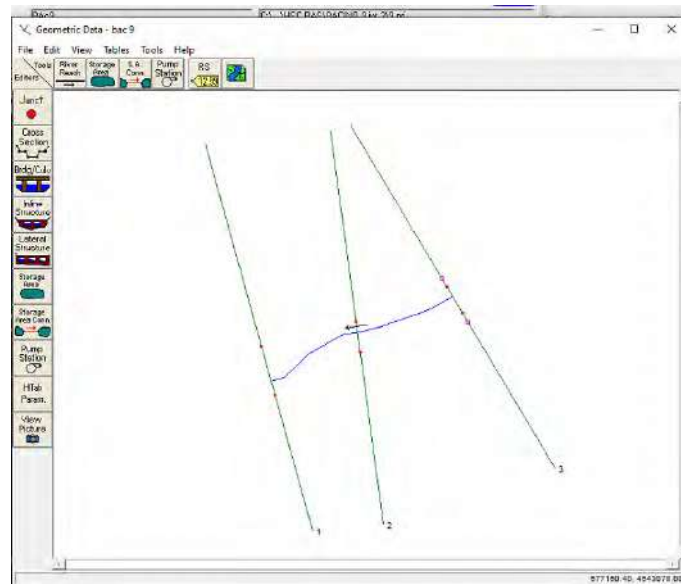 Bac9
Geometric Data - bac 9
File Edit View Tables Tools Help
Tools
Editors
River
Reach
Storage
Area
S.A.
Conn.
Pump
Station
RS
Junct
Cross
Section
Brdg/Culv
Inline
Structure
Lateral
Structure
Storage
Area
Storage
Area Conn.
Pump
Station
HTab
Param.
View
Picture
1
2
3